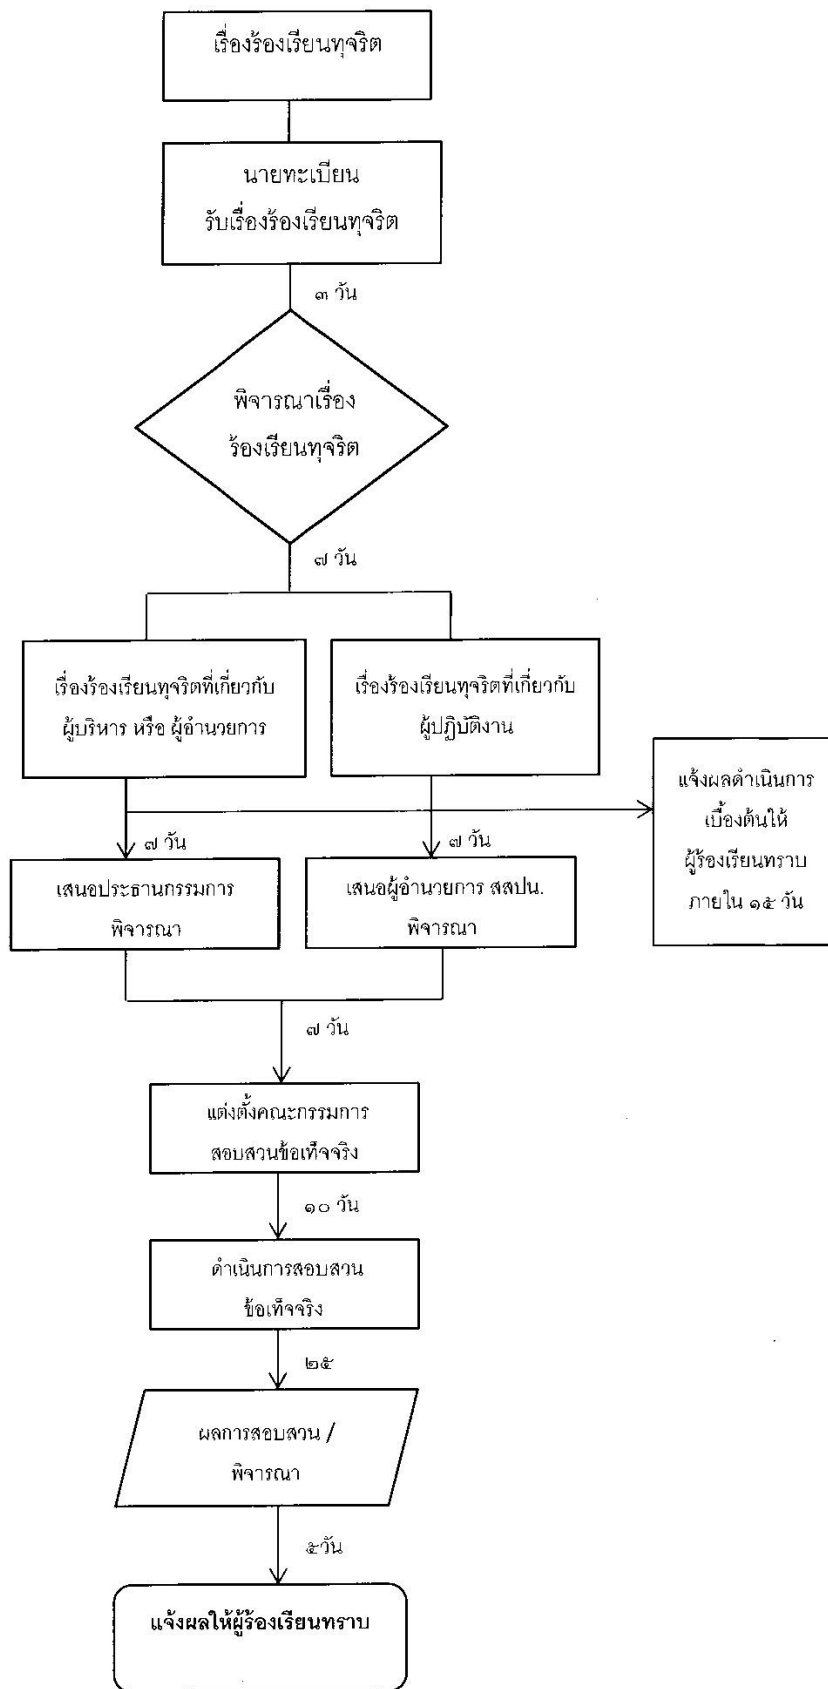 เรื่องร้องเรียนทุจริต
นายทะเบียน
รับเรื่องร้องเรียนทุจริต
๓ วัน
พิจารณาเรื่อง
ร้องเรียนทุจริต
๗ วัน
เรื่องร้องเรียนทุจริตที่เกี่ยวกับ
ผู้บริหาร หรือ ผู้อำนวยการ
เรื่องร้องเรียนทุจริตที่เกี่ยวกับ
ผู้ปฏิบัติงาน
แจ้งผลดำเนินการ
เบื้องต้นให้
ผู้ร้องเรียนทราบ
ภายใน ๑๕ วัน
๗ วัน
๗ วัน
เสนอประธานกรรมการ
พิจารณา
เสนอผู้อำนวยการ สสปน.
พิจารณา
๗ วัน
แต่งตั้งคณะกรรมการ
สอบสวนข้อเท็จจริง
๑๐ วัน
ดำเนินการสอบสวน
ข้อเท็จจริง
๒๕
ผลการสอบสวน /
พิจารณา
๕วัน
แจ้งผลให้ผู้ร้องเรียนทราบ